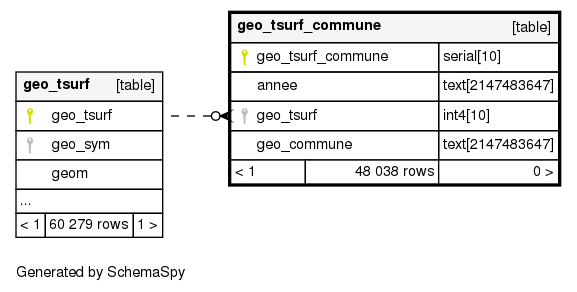 geo_tsurf_commune [table]
geo_tsurf_commune serial[10]
annee text[2147483647]
geo_tsurf int4[10]
geo_commune text[2147483647]
< 1 48 038 rows 0 >
geo_tsurf [table]
geo_tsurf
geo_sym
geom
...
< 1 60 279 rows 1 >
Generated by SchemaSpy